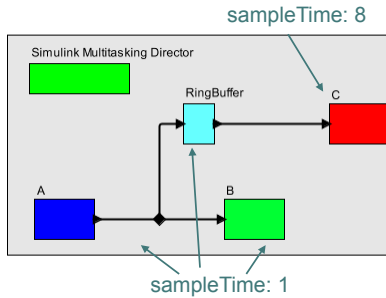 sampleTime: 8
Simulink Multitasking Director
RingBuffer
C
A
B
sampleTime: 1